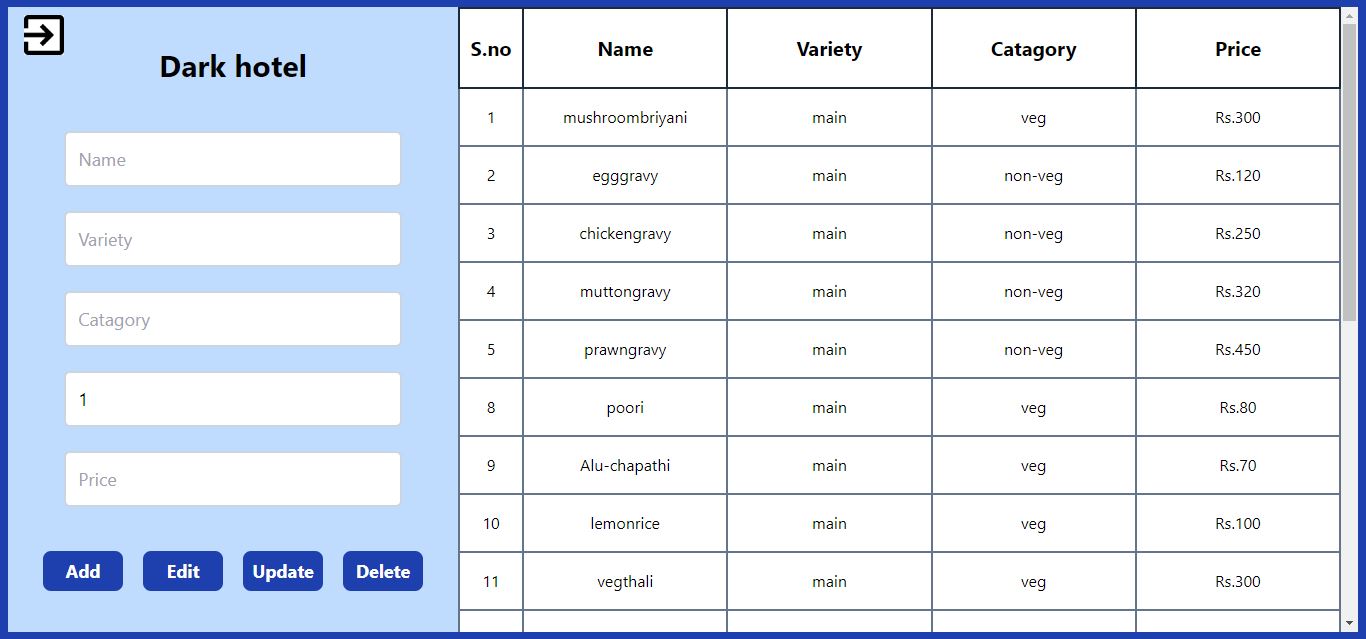 Dark hotel
Name
Variety
Catagory
1
Price
Add Edit Update Delete
S.no Name Variety Catagory Price
1 mushroombriyani main veg Rs.300
2 egggravy main non-veg Rs.120
3 chickengravy main non-veg Rs.250
4 muttongravy main non-veg Rs.320
5 prawngravy main non-veg Rs.450
8 poori main veg Rs.80
9 Alu-chapathi main veg Rs.70
10 lemonrice main veg Rs.100
11 vegthali main veg Rs.300